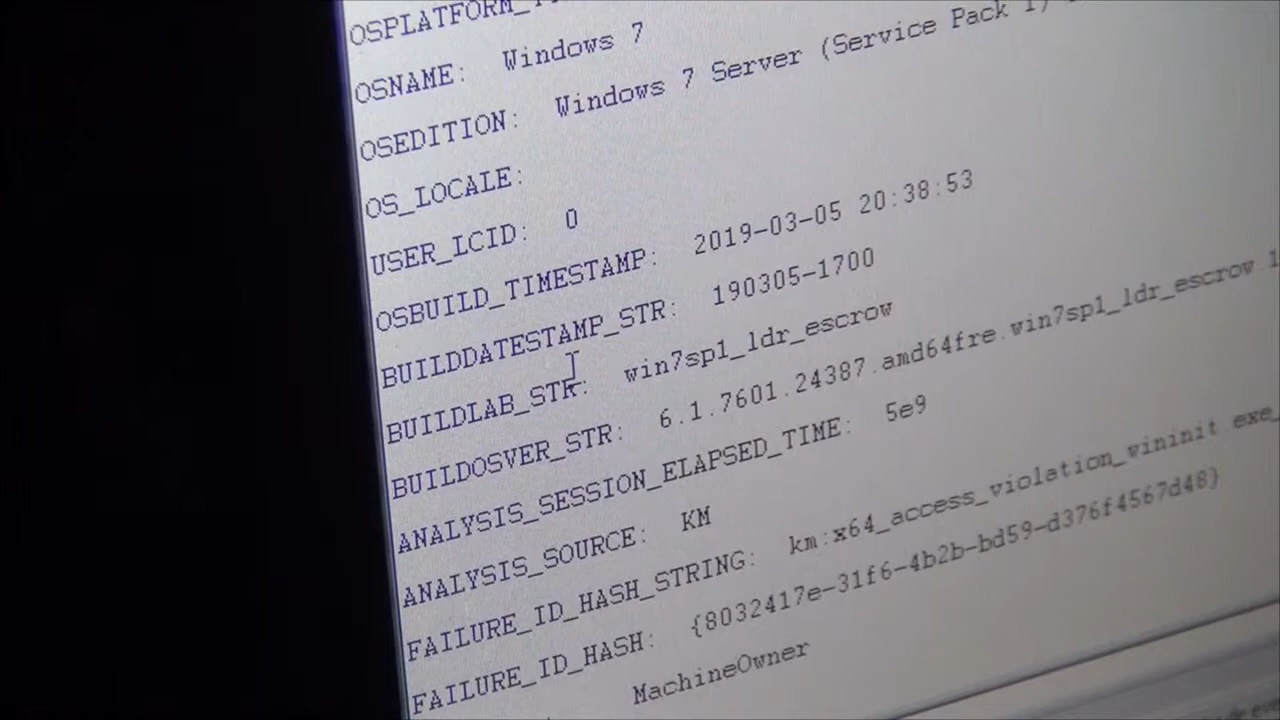 OSPLATFORM_
OSNAME: Windows 7
OSEDITION: Windows 7 Server (Service Pack 1)
OS_LOCALE:
USER_LCID: 0
OSBUILD_TIMESTAMP: 2019-03-05 20:38:53
BUILDDATESTAMP_STR: 190305-1700
BUILDLAB_STR: win7sp1_ldr_escrow
BUILDOSVER_STR: 6.1.7601.24387.amd64fre.win7sp1_ldr_escrow.1
ANALYSIS_SESSION_ELAPSED_TIME: 5e9
ANALYSIS_SOURCE: KM
FAILURE_ID_HASH_STRING: km:x64_access_violation_wininit.exe_
FAILURE_ID_HASH: {8032417e-31f6-4b2b-bd59-d376f4567d48}
MachineOwner